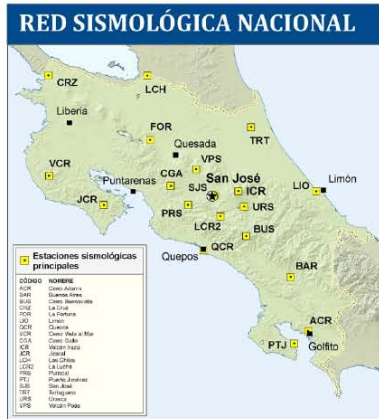 RED SISMOLÓGICA NACIONAL
CRZ
LCH
Liberia
FOR
TRT
Quesada
VPS
VCR
CGA
San José
Puntarenas
SJS
ICR
LIO
Limón
JCR
PRS
URS
LCR2
BUS
QCR
Quepos
BAR
ACR
PTJ
Golfito
Estaciones sismológicas
principales
CÓDIGO NOMBRE
ACR Cerro Adams
BAR Buenos Aires
BUS Cerro Buenavista
CRZ La Cruz
FOR La Fortuna
LIO Limón
QCR Quepos
VCR Cerro Vista al Mar
CGA Cerro Gallo
ICR Volcán Irazú
JCR Jicaral
LCH Los Chiles
LCR2 La Lucha
PRS Puriscal
PTJ Puerto Jiménez
SJS San José
TRT Tortuguero
URS Urasca
VPS Volcán Poás